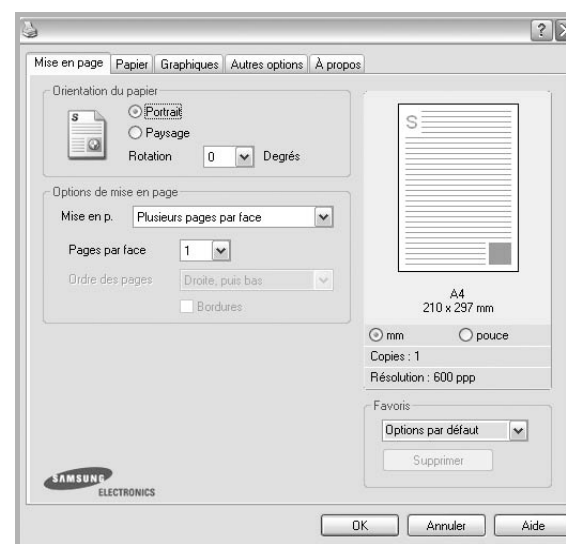 Mise en page Papier Graphiques Autres options À propos
Orientation du papier
Portrait
Paysage
Rotation 0 Degrés
Options de mise en page
Mise en p. Plusieurs pages par face
Pages par face 1
Ordre des pages Droite, puis bas
Bordures
S
S
A4
210 x 297 mm
mm pouce
Copies : 1
Résolution : 600 ppp
Favoris
Options par défaut
Supprimer
SAMSUNG
ELECTRONICS
OK Annuler Aide